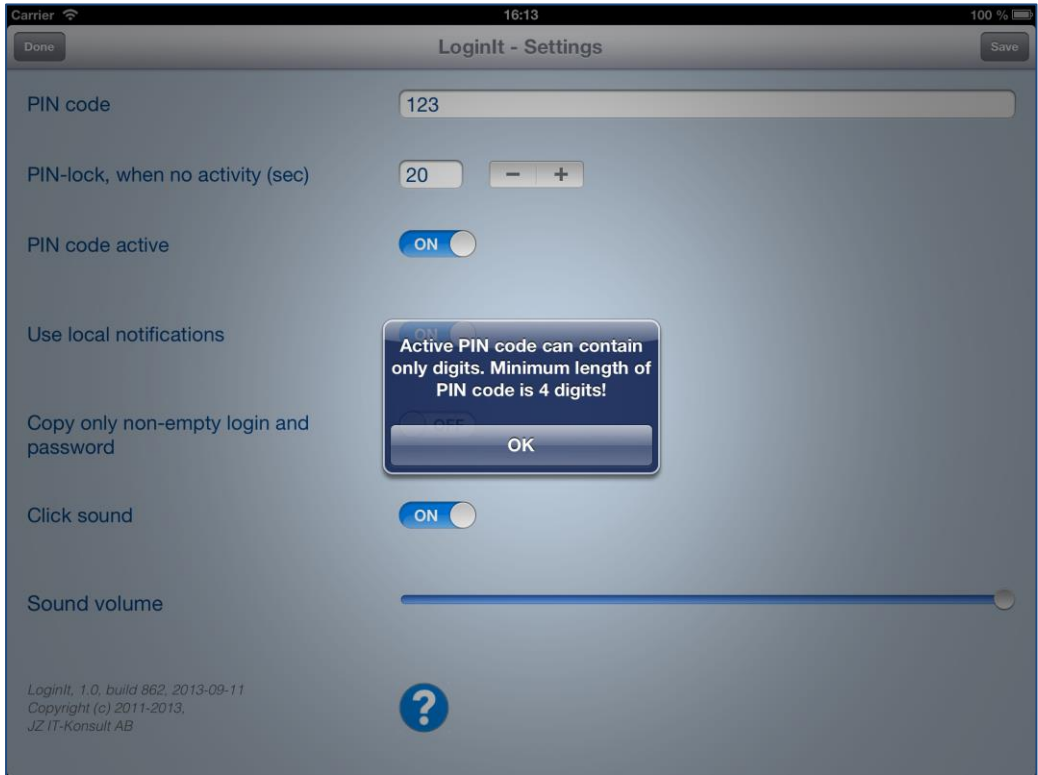 Carrier 16:13 100 %
Done LoginIt - Settings Save
PIN code 123
PIN-lock, when no activity (sec) 20 − +
PIN code active ON
Use local notifications ON
Active PIN code can contain
only digits. Minimum length of
PIN code is 4 digits!
Copy only non-empty login and
password
OFF
OK
Click sound ON
Sound volume
LoginIt, 1.0, build 862, 2013-09-11
Copyright (c) 2011-2013,
JZ IT-Konsult AB
?